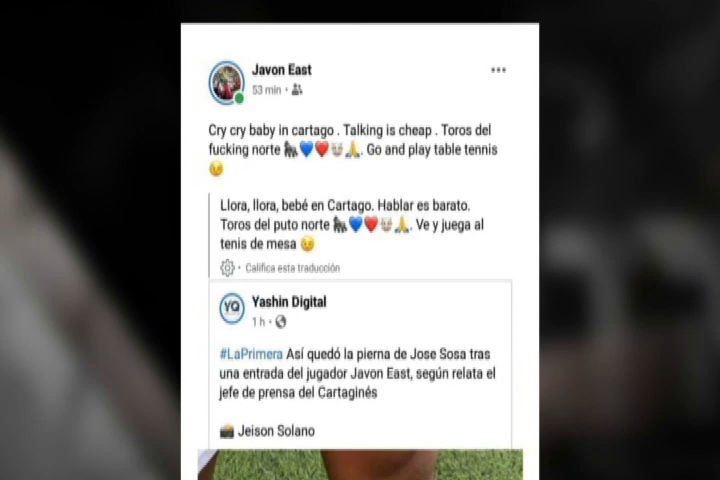 Javon East
53 min
Cry cry baby in cartago . Talking is cheap . Toros del
fucking norte 🐂💙❤️🐮🙏. Go and play table tennis
😉
Llora, llora, bebé en Cartago. Hablar es barato.
Toros del puto norte 🐂💙❤️🐮🙏. Ve y juega al
tenis de mesa 😉
Califica esta traducción
YQ
Yashin Digital
1 h
#LaPrimera Así quedó la pierna de Jose Sosa tras
una entrada del jugador Javon East, según relata el
jefe de prensa del Cartaginés
📸 Jeison Solano